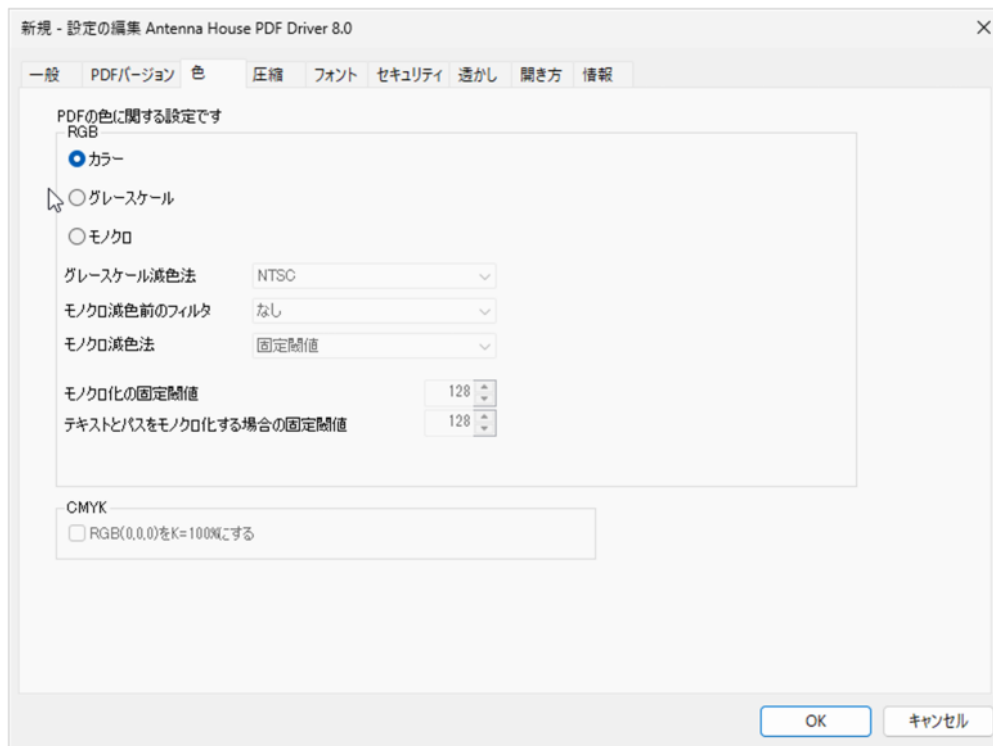 新規 - 設定の編集 Antenna House PDF Driver 8.0
一般 PDFバージョン 色 圧縮 フォント セキュリティ 透かし 開き方 情報
PDFの色に関する設定です
RGB
カラー
グレースケール
モノクロ
グレースケール減色法 NTSC
モノクロ減色前のフィルタ なし
モノクロ減色法 固定閾値
モノクロ化の固定閾値 128
テキストとパスをモノクロ化する場合の固定閾値 128
CMYK
RGB(0,0,0)をK=100%にする
OK キャンセル